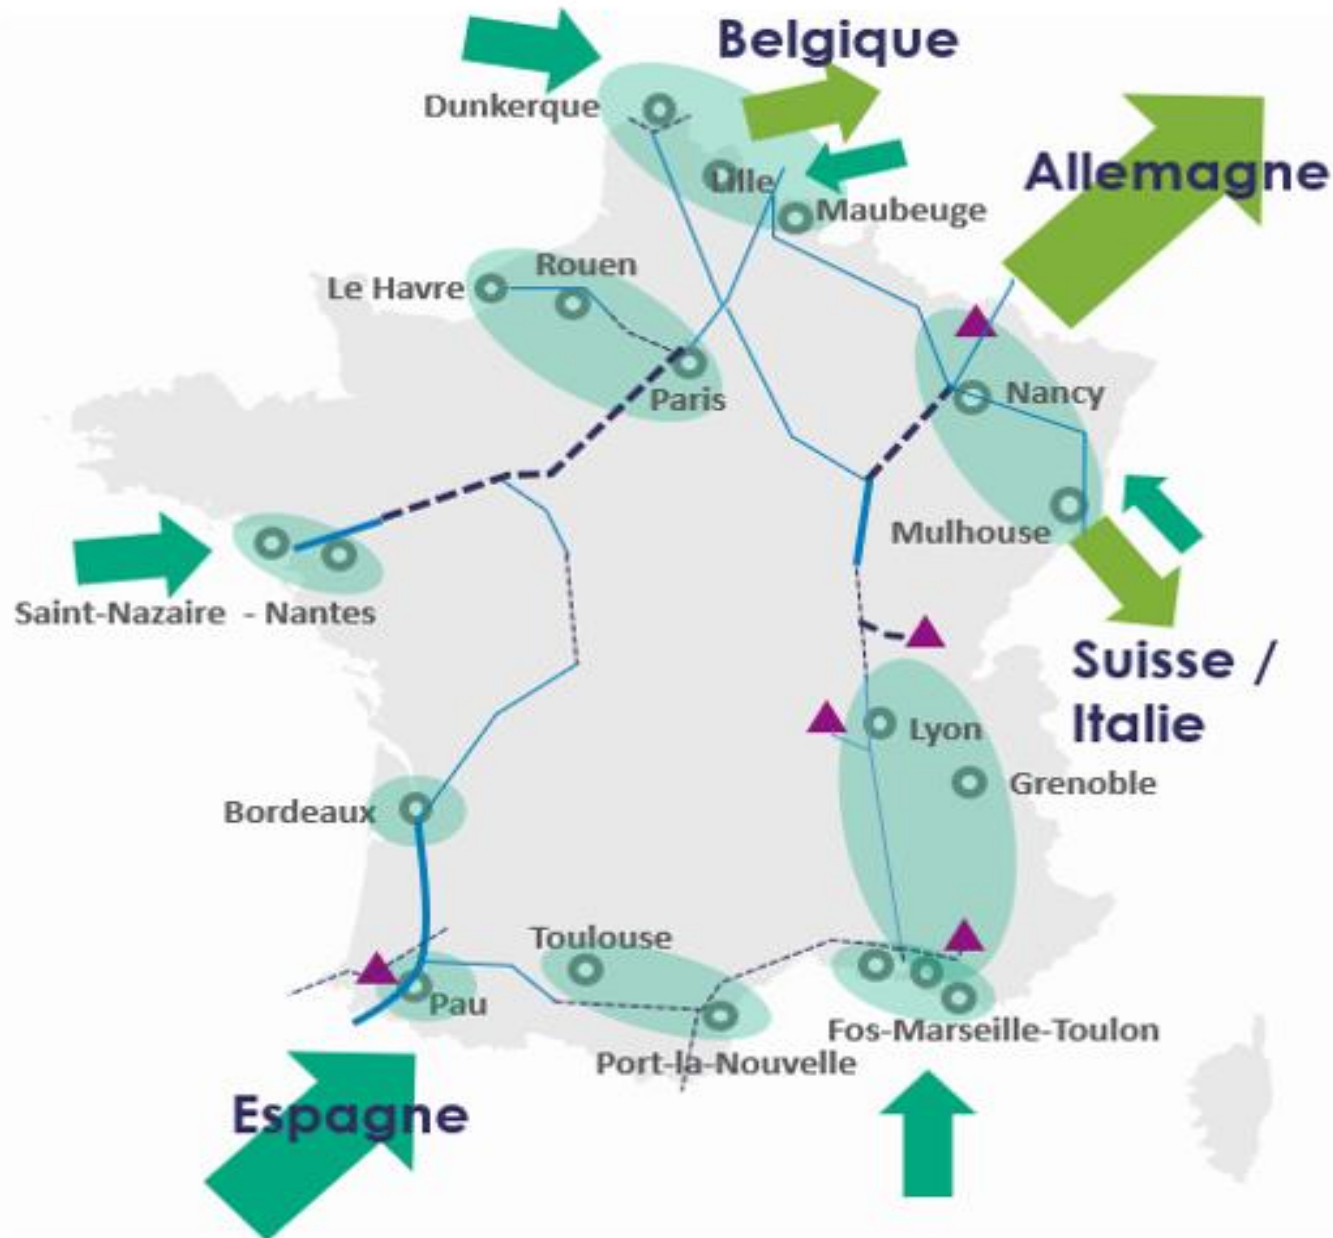 Belgique
Dunkerque
Allemagne
Lille
Maubeuge
Rouen
Le Havre
Nancy
Paris
Mulhouse
Saint-Nazaire - Nantes
Suisse /
Italie
Lyon
Grenoble
Bordeaux
Toulouse
Pau
Fos-Marseille-Toulon
Port-la-Nouvelle
Espagne